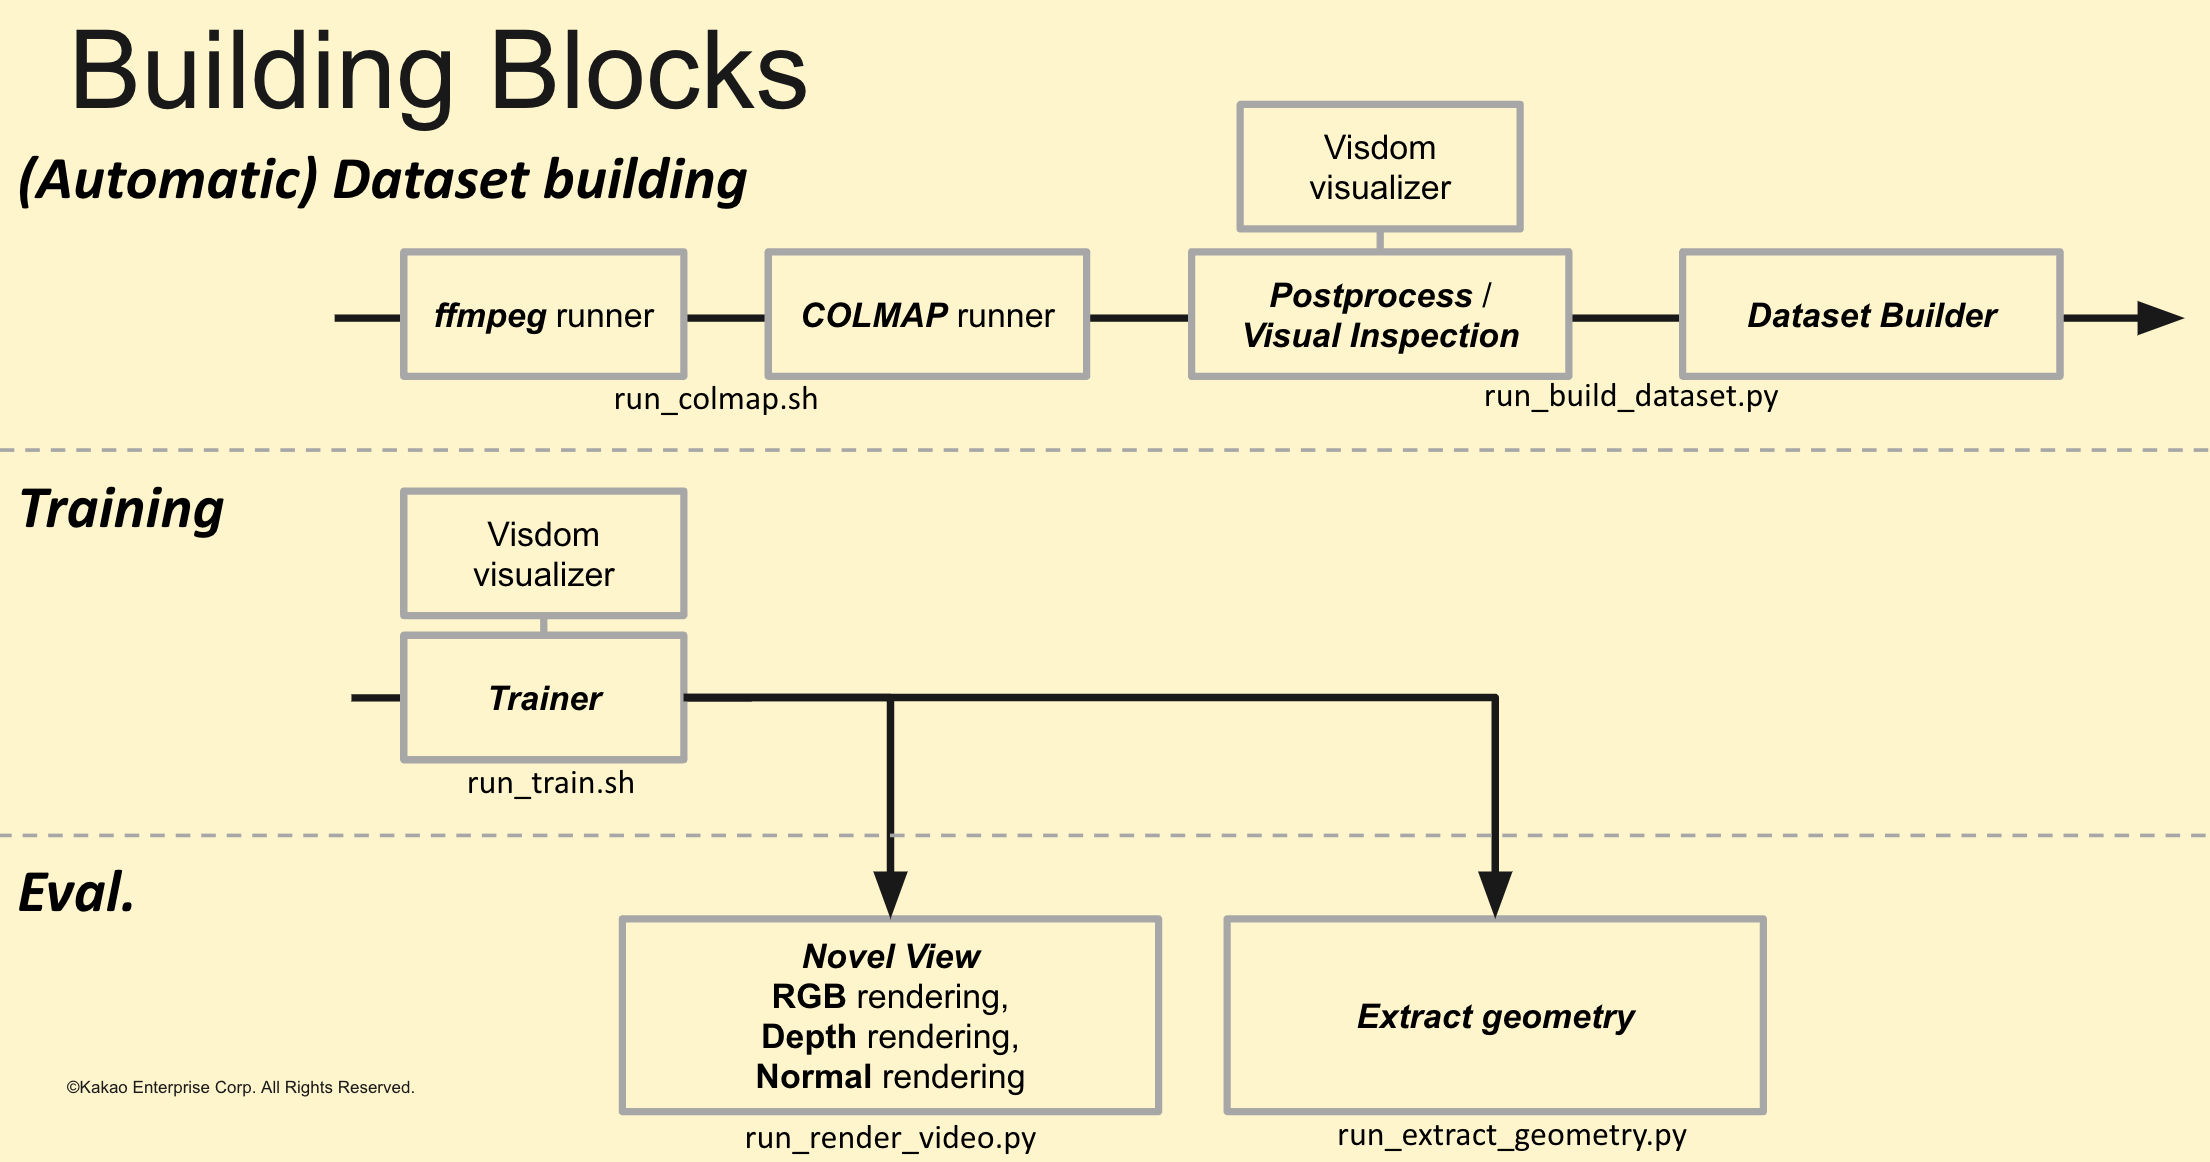 Building Blocks
(Automatic) Dataset building
Visdom
visualizer
ffmpeg runner
COLMAP runner
Postprocess /
Visual Inspection
Dataset Builder
run_colmap.sh
run_build_dataset.py
Training
Visdom
visualizer
Trainer
run_train.sh
Eval.
Novel View
RGB rendering,
Depth rendering,
Normal rendering
Extract geometry
©Kakao Enterprise Corp. All Rights Reserved.
run_render_video.py
run_extract_geometry.py